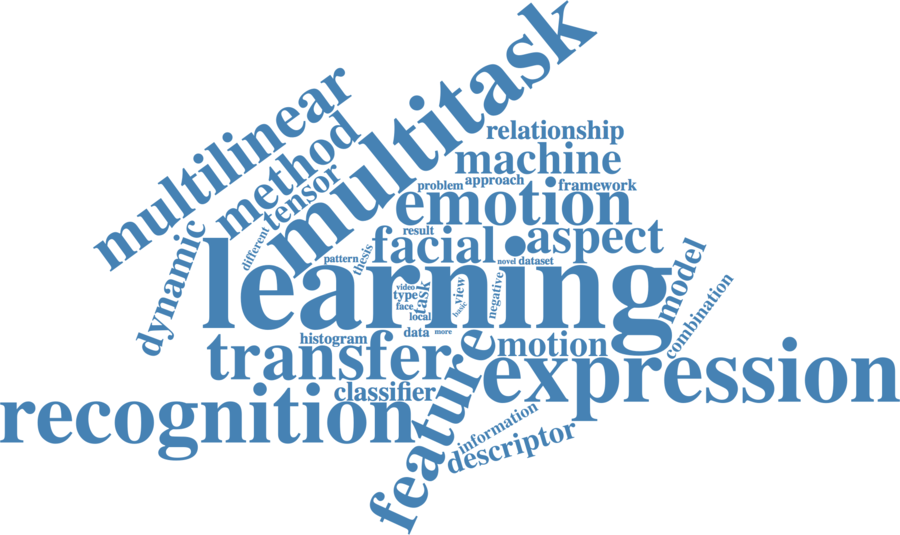 multitask
multilinear
method
tensor
relationship
machine
problem
approach
framework
emotion
different
dynamic
result
facial
aspect
pattern
thesis
learning
novel
dataset
model
video
type
face
task
local
view
basic
negative
combination
data
more
histogram
transfer
motion
feature
expression
classifier
recognition
information
descriptor